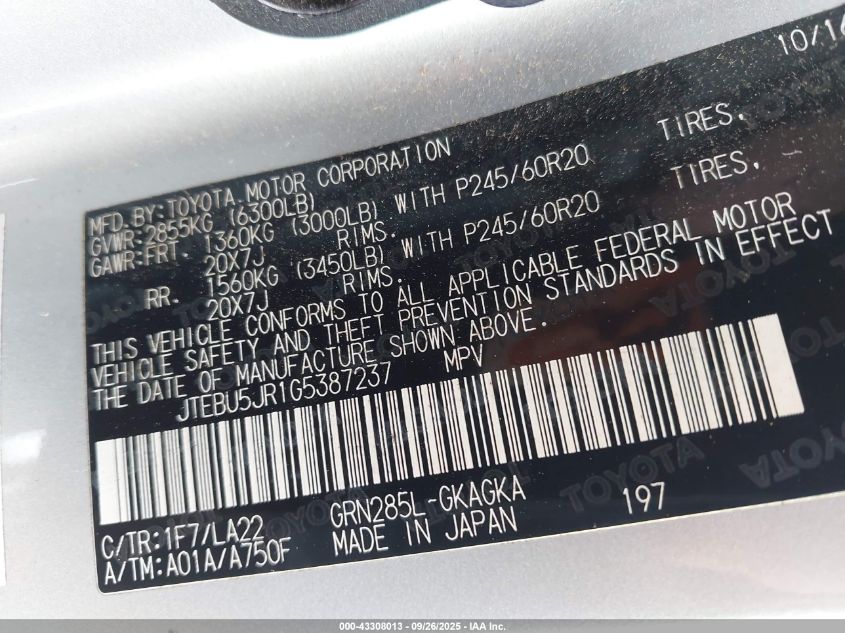 10/16
MFD. BY: TOYOTA MOTOR CORPORATION
GVWR: 2855KG (6300LB)
GAWR: FRT. 1360KG (3000LB) WITH P245/60R20 TIRES,
20X7J RIMS.
RR. 1560KG (3450LB) WITH P245/60R20 TIRES,
20X7J RIMS.
THIS VEHICLE CONFORMS TO ALL APPLICABLE FEDERAL MOTOR
VEHICLE SAFETY AND THEFT PREVENTION STANDARDS IN EFFECT
THE DATE OF MANUFACTURE SHOWN ABOVE.
JTEBU5JR1G5387237 MPV
C/TR: 1F7/LA22 GRN285L-GKAGKA 197
A/TM: A01A/A750F MADE IN JAPAN
TOYOTA
000-43308013 - 09/26/2025 - IAA Inc.